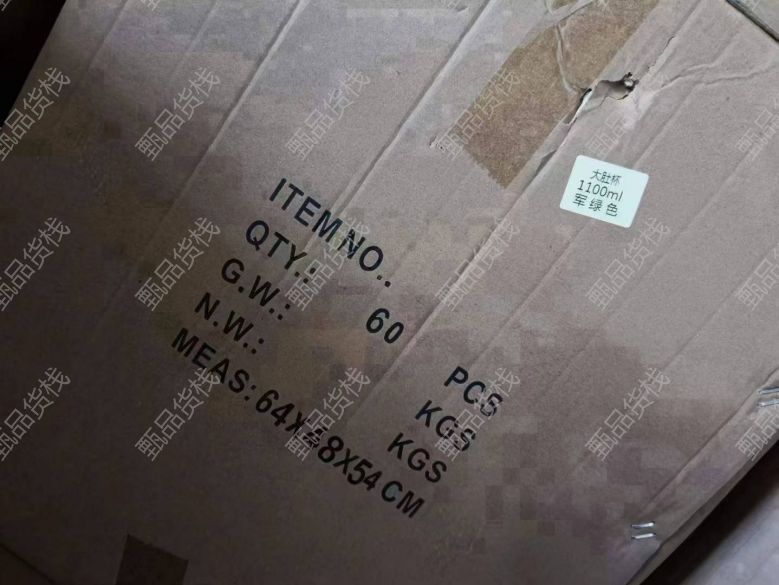 大肚杯
1100ml
军绿色
ITEM NO.:
QTY.: 60 PCS
G.W.: KGS
N.W.: KGS
MEAS: 64X48X54 CM
甄品货栈